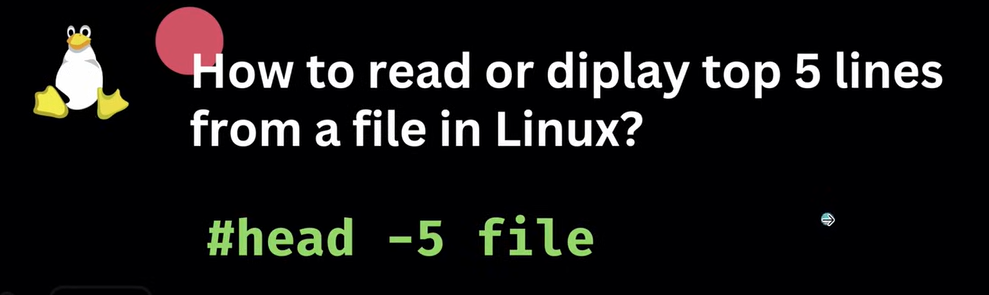 How to read or diplay top 5 lines
from a file in Linux?
#head -5 file